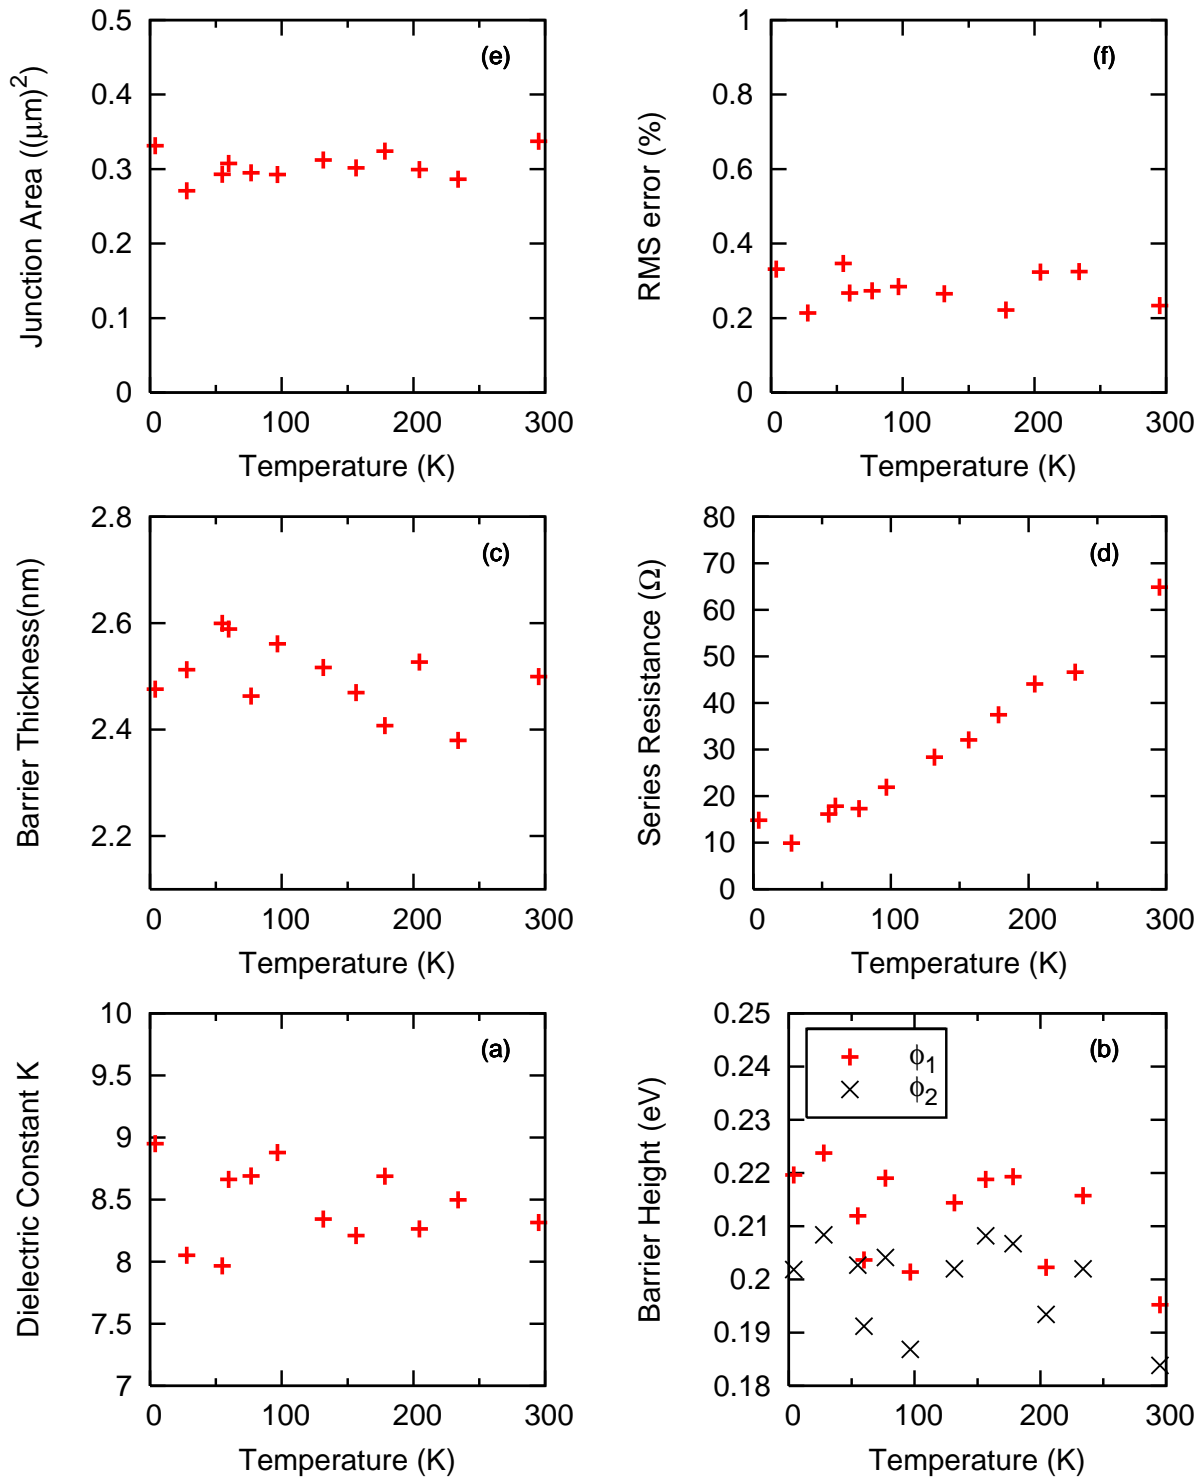 0.5
0.4
0.3
0.2
0.1
0
0 100 200 300
Temperature (K)
Junction Area ((μm)²)
(e)
1
0.8
0.6
0.4
0.2
0
0 100 200 300
Temperature (K)
RMS error (%)
(f)
2.8
2.6
2.4
2.2
0 100 200 300
Temperature (K)
Barrier Thickness(nm)
(c)
80
70
60
50
40
30
20
10
0
0 100 200 300
Temperature (K)
Series Resistance (Ω)
(d)
10
9.5
9
8.5
8
7.5
7
0 100 200 300
Temperature (K)
Dielectric Constant K
(a)
0.25
0.24
0.23
0.22
0.21
0.2
0.19
0.18
0 100 200 300
Temperature (K)
Barrier Height (eV)
(b)
ϕ₁
ϕ₂